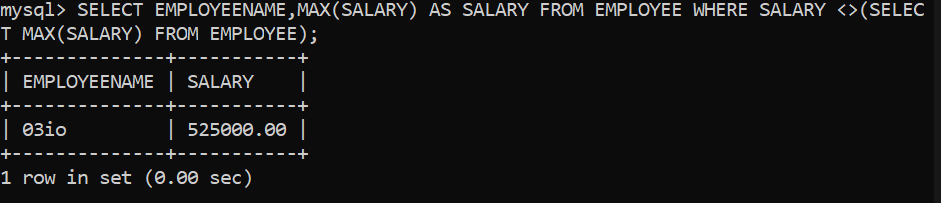 mysql> SELECT EMPLOYEENAME,MAX(SALARY) AS SALARY FROM EMPLOYEE WHERE SALARY <>(SELEC
T MAX(SALARY) FROM EMPLOYEE);
+--------------+-----------+
| EMPLOYEENAME | SALARY    |
+--------------+-----------+
| 03io         | 525000.00 |
+--------------+-----------+
1 row in set (0.00 sec)